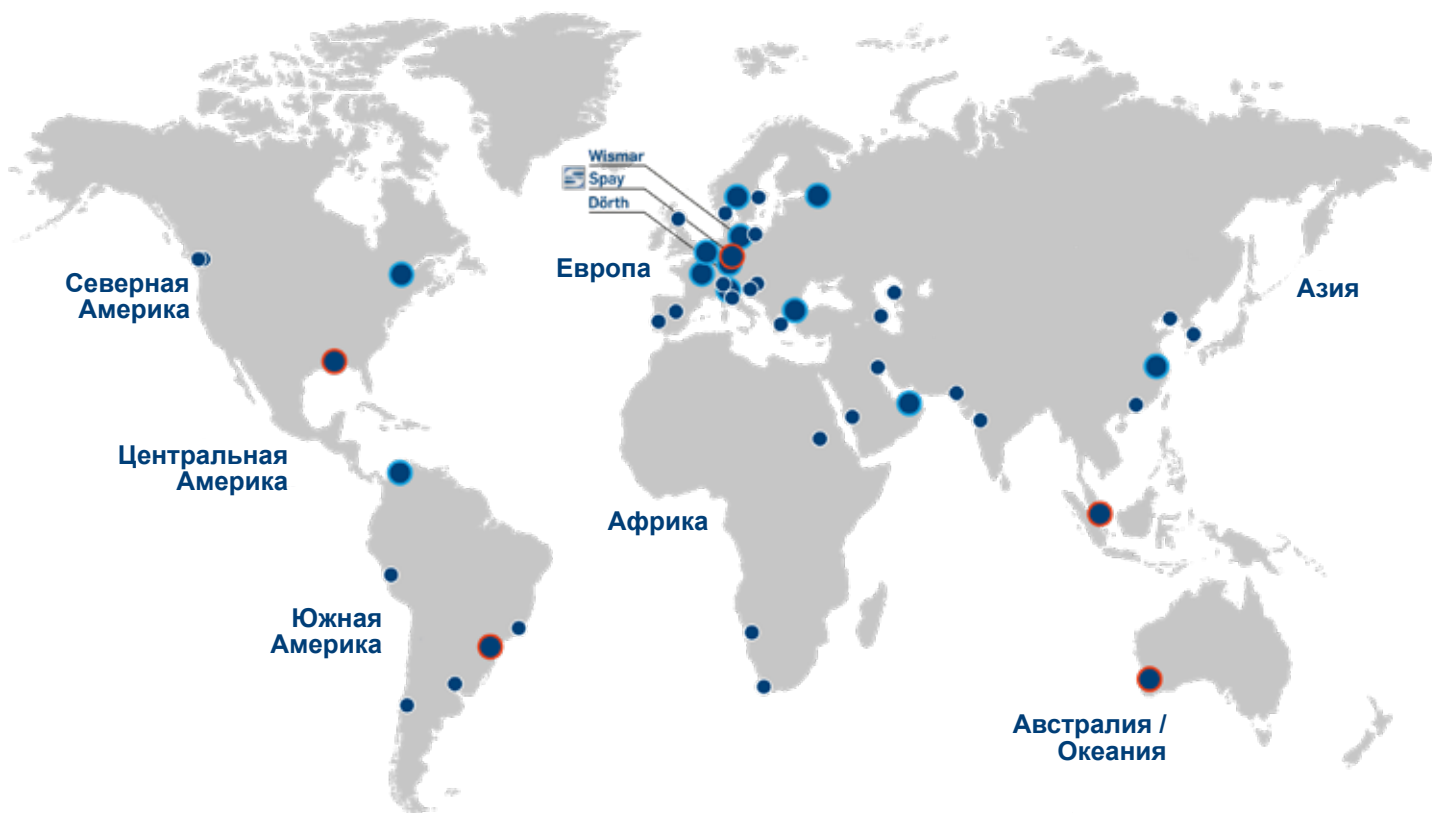 Wismar
Spay
Dörth
Европа
Северная
Америка
Азия
Центральная
Америка
Африка
Южная
Америка
Австралия /
Океания